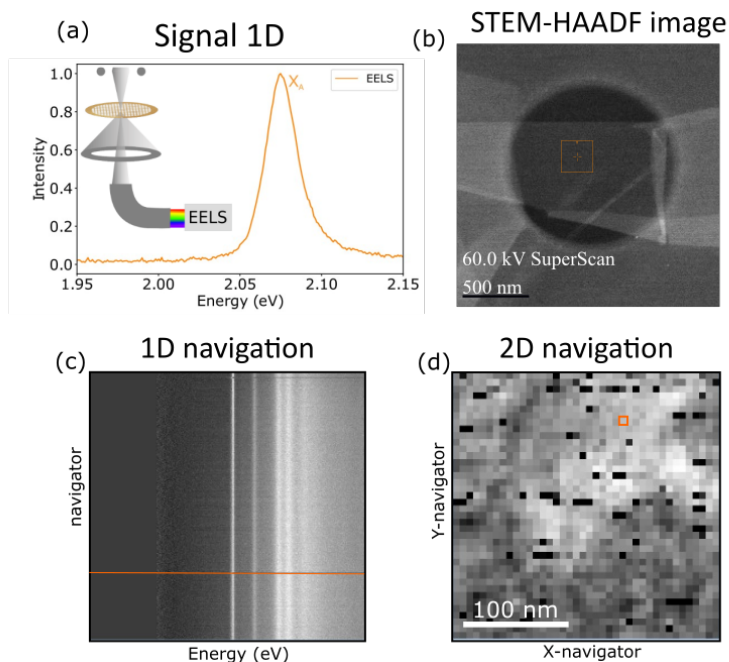 (a)
Signal 1D
1.0
0.8
0.6
0.4
0.2
0.0
Intensity
X_A
EELS
EELS
1.95
2.00
2.05
2.10
2.15
Energy (eV)
(b)
STEM-HAADF image
60.0 kV SuperScan
500 nm
(c)
1D navigation
navigator
Energy (eV)
(d)
2D navigation
Y-navigator
100 nm
X-navigator